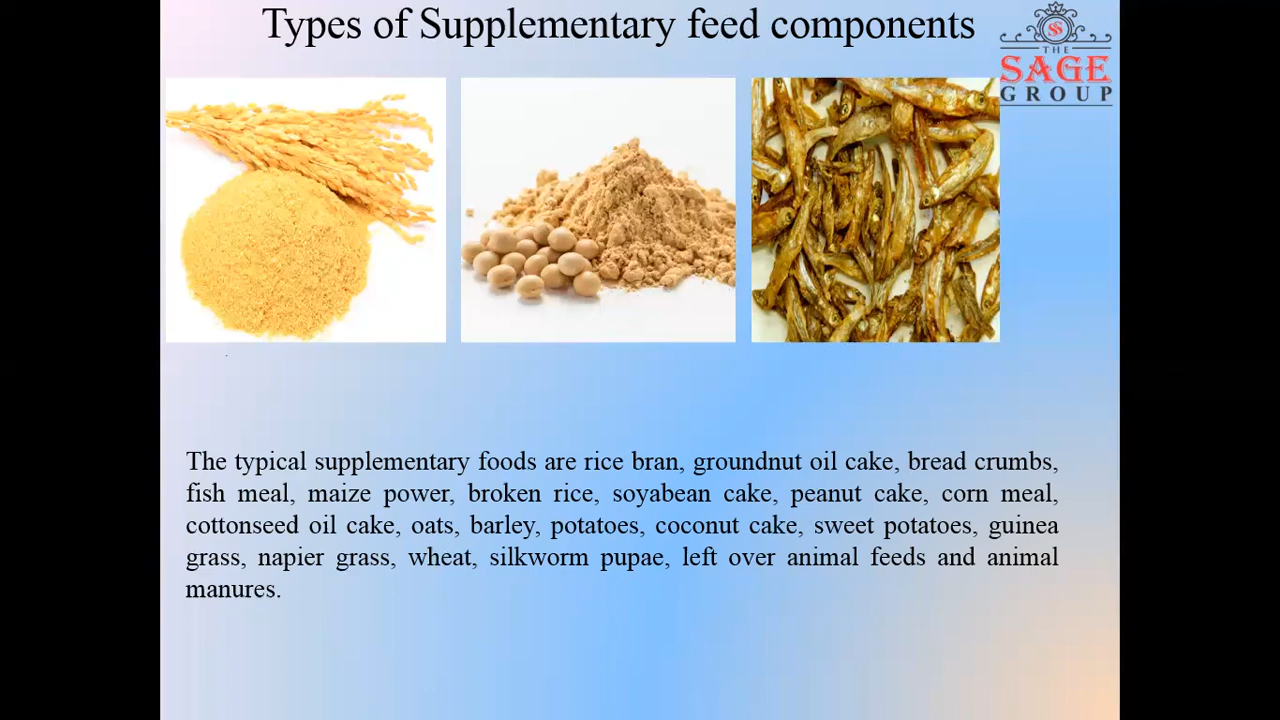 Types of Supplementary feed components
SS
THE
SAGE
GROUP
The typical supplementary foods are rice bran, groundnut oil cake, bread crumbs,
fish meal, maize power, broken rice, soyabean cake, peanut cake, corn meal,
cottonseed oil cake, oats, barley, potatoes, coconut cake, sweet potatoes, guinea
grass, napier grass, wheat, silkworm pupae, left over animal feeds and animal
manures.